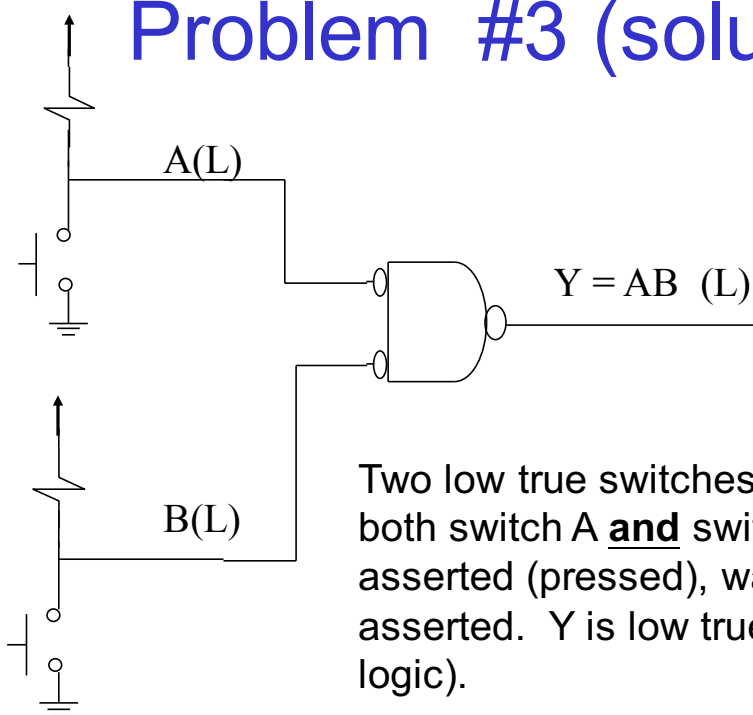 Problem #3 (solu
A(L)
Y = AB (L)
B(L)
Two low true switches
both switch A and swi
asserted (pressed), wa
asserted. Y is low true
logic).